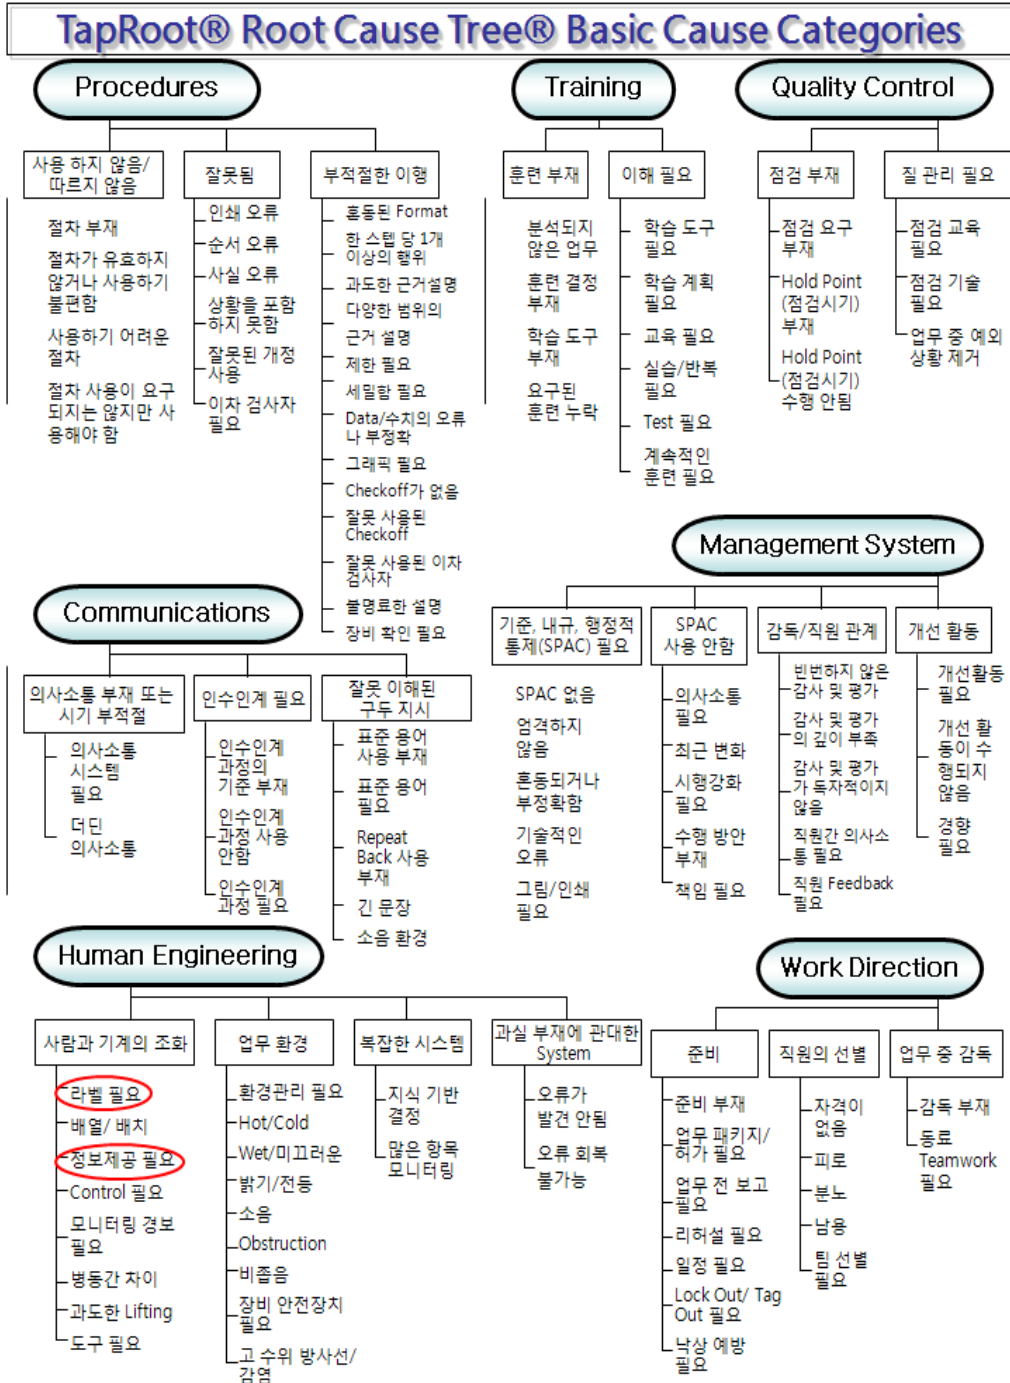 TapRoot® Root Cause Tree® Basic Cause Categories
Procedures
사용 하지 않음/
따르지 않음
절차 부재
절차가 유효하지
않거나 사용하기
불편함
사용하기 어려운
절차
절차 사용이 요구
되지는 않지만 사
용해야 함
잘못됨
인쇄 오류
순서 오류
사실 오류
상황을 포함
하지 못함
잘못된 개정
사용
이차 검사자
필요
부적절한 이행
혼동된 Format
한 스텝 당 1개
이상의 행위
과도한 근거설명
다양한 범위의
근거 설명
제한 필요
세밀함 필요
Data/수치의 오류
나 부정확
그래픽 필요
Checkoff가 없음
잘못 사용된
Checkoff
잘못 사용된 이차
검사자
불명료한 설명
장비 확인 필요
Training
훈련 부재
분석되지
않은 업무
훈련 결정
부재
학습 도구
부재
요구된
훈련 누락
이해 필요
학습 도구
필요
학습 계획
필요
교육 필요
실습/반복
필요
Test 필요
계속적인
훈련 필요
Quality Control
점검 부재
점검 요구
부재
Hold Point
(점검시기)
부재
Hold Point
(점검시기)
수행 안됨
질 관리 필요
점검 교육
필요
점검 기술
필요
업무 중 예외
상황 제거
Communications
의사소통 부재 또는
시기 부적절
의사소통
시스템
필요
더딘
의사소통
인수인계 필요
인수인계
과정의
기준 부재
인수인계
과정 사용
안함
인수인계
과정 필요
잘못 이해된
구두 지시
표준 용어
사용 부재
표준 용어
필요
Repeat
Back 사용
부재
긴 문장
소음 환경
Management System
기준, 내규, 행정적
통제(SPAC) 필요
SPAC 없음
엄격하지
않음
혼동되거나
부정확함
기술적인
오류
그림/인쇄
필요
SPAC
사용 안함
의사소통
필요
최근 변화
시행강화
필요
수행 방안
부재
책임 필요
감독/직원 관계
빈번하지 않은
감사 및 평가
감사 및 평가
의 깊이 부족
감사 및 평가
가 독자적이지
않음
직원간 의사소
통 필요
직원 Feedback
필요
개선 활동
개선활동
필요
개선 활
동이 수
행되지
않음
경향
필요
Human Engineering
사람과 기계의 조화
라벨 필요
배열/ 배치
정보제공 필요
Control 필요
모니터링 경보
필요
병동간 차이
과도한 Lifting
도구 필요
업무 환경
환경관리 필요
Hot/Cold
Wet/미끄러운
밝기/전등
소음
Obstruction
비좁음
장비 안전장치
필요
고 수위 방사선/
감염
복잡한 시스템
지식 기반
결정
많은 항목
모니터링
과실 부재에 관대한
System
오류가
발견 안됨
오류 회복
불가능
Work Direction
준비
준비 부재
업무 패키지/
허가 필요
업무 전 보고
필요
리허설 필요
일정 필요
Lock Out/ Tag
Out 필요
낙상 예방
필요
직원의 선별
자격이
없음
피로
분노
남용
팀 선별
필요
업무 중 감독
감독 부재
동료
Teamwork
필요